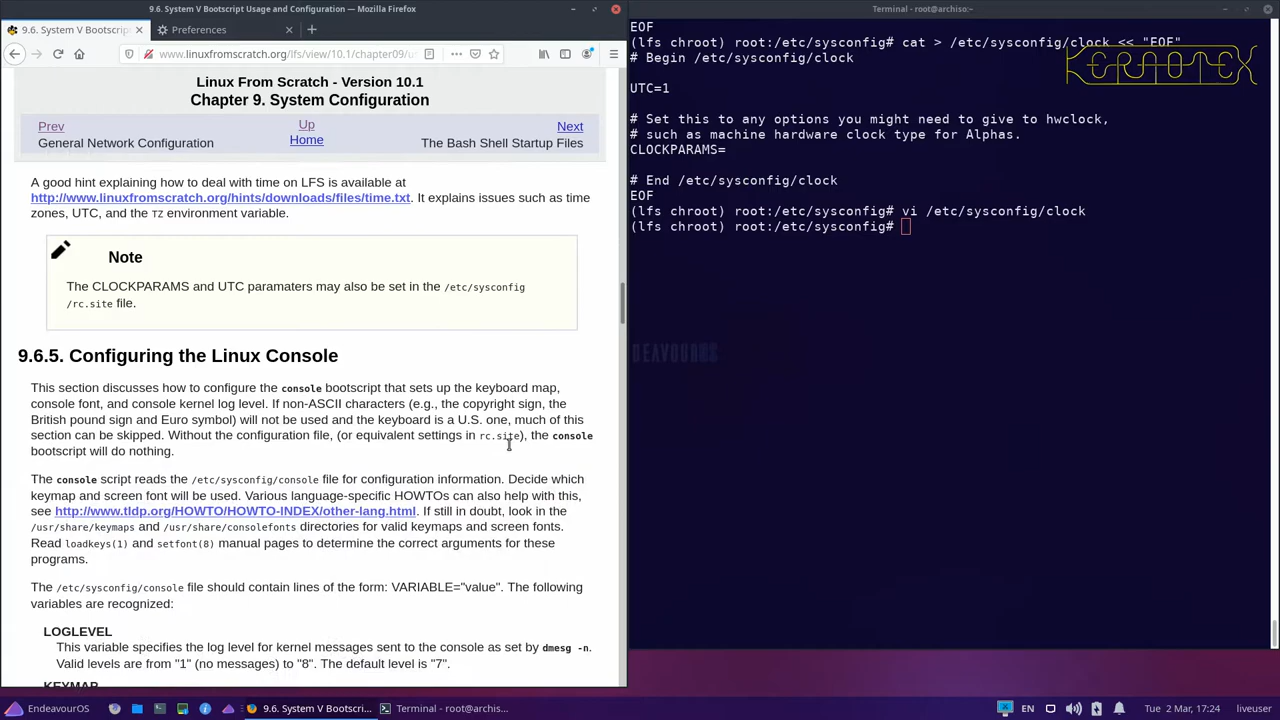 9.6. System V Bootscript Usage and Configuration — Mozilla Firefox
9.6. System V Bootscrip
Preferences
www.linuxfromscratch.org/lfs/view/10.1/chapter09/u
Linux From Scratch - Version 10.1
Chapter 9. System Configuration
Prev
Up
Next
General Network Configuration
Home
The Bash Shell Startup Files
A good hint explaining how to deal with time on LFS is available at
http://www.linuxfromscratch.org/hints/downloads/files/time.txt. It explains issues such as time
zones, UTC, and the TZ environment variable.
Note
The CLOCKPARAMS and UTC paramaters may also be set in the /etc/sysconfig
/rc.site file.
9.6.5. Configuring the Linux Console
This section discusses how to configure the console bootscript that sets up the keyboard map,
console font, and console kernel log level. If non-ASCII characters (e.g., the copyright sign, the
British pound sign and Euro symbol) will not be used and the keyboard is a U.S. one, much of this
section can be skipped. Without the configuration file, (or equivalent settings in rc.site), the console
bootscript will do nothing.
The console script reads the /etc/sysconfig/console file for configuration information. Decide which
keymap and screen font will be used. Various language-specific HOWTOs can also help with this,
see http://www.tldp.org/HOWTO/HOWTO-INDEX/other-lang.html. If still in doubt, look in the
/usr/share/keymaps and /usr/share/consolefonts directories for valid keymaps and screen fonts.
Read loadkeys(1) and setfont(8) manual pages to determine the correct arguments for these
programs.
The /etc/sysconfig/console file should contain lines of the form: VARIABLE="value". The following
variables are recognized:
LOGLEVEL
This variable specifies the log level for kernel messages sent to the console as set by dmesg -n.
Valid levels are from "1" (no messages) to "8". The default level is "7".
KEYMAP
Terminal - root@archiso:~
EOF
(lfs chroot) root:/etc/sysconfig# cat > /etc/sysconfig/clock << "EOF"
# Begin /etc/sysconfig/clock
UTC=1
# Set this to any options you might need to give to hwclock,
# such as machine hardware clock type for Alphas.
CLOCKPARAMS=
# End /etc/sysconfig/clock
EOF
(lfs chroot) root:/etc/sysconfig# vi /etc/sysconfig/clock
(lfs chroot) root:/etc/sysconfig#
KERNOTEX
EndeavourOS
9.6. System V Bootscri...
Terminal - root@archis...
EN
Tue 2 Mar, 17:24
liveuser